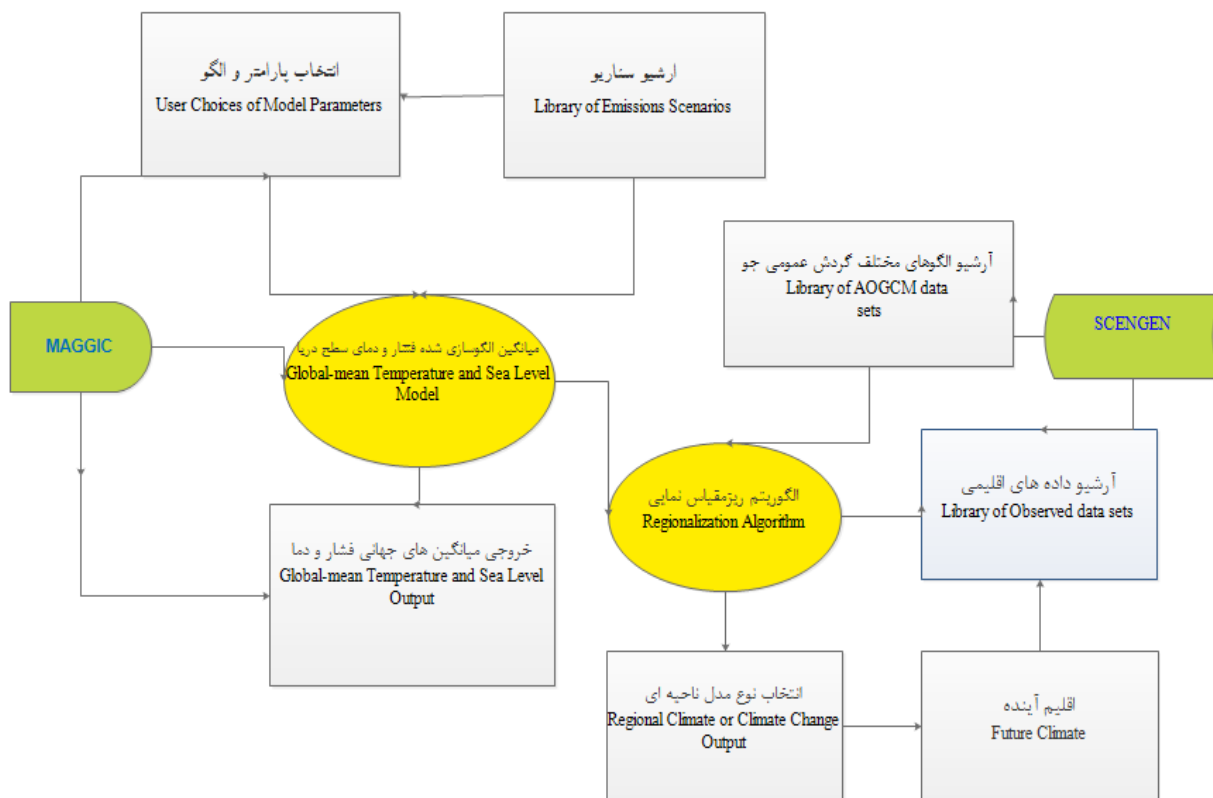 انتخاب پارامتر و الگو
User Choices of Model Parameters
ارشیو سناریو
Library of Emissions Scenarios
آرشیو الگوهای مختلف گردش عمومی جو
Library of AOGCM data
sets
MAGGIC
SCENGEN
میانگین الگوسازی شده فشار و دمای سطح دریا
Global-mean Temperature and Sea Level
Model
الگوریتم ریزمقیاس نمایی
Regionalization Algorithm
آرشیو داده های اقلیمی
Library of Observed data sets
خروجی میانگین های جهانی فشار و دما
Global-mean Temperature and Sea Level
Output
انتخاب نوع مدل ناحیه ای
Regional Climate or Climate Change
Output
اقلیم آینده
Future Climate